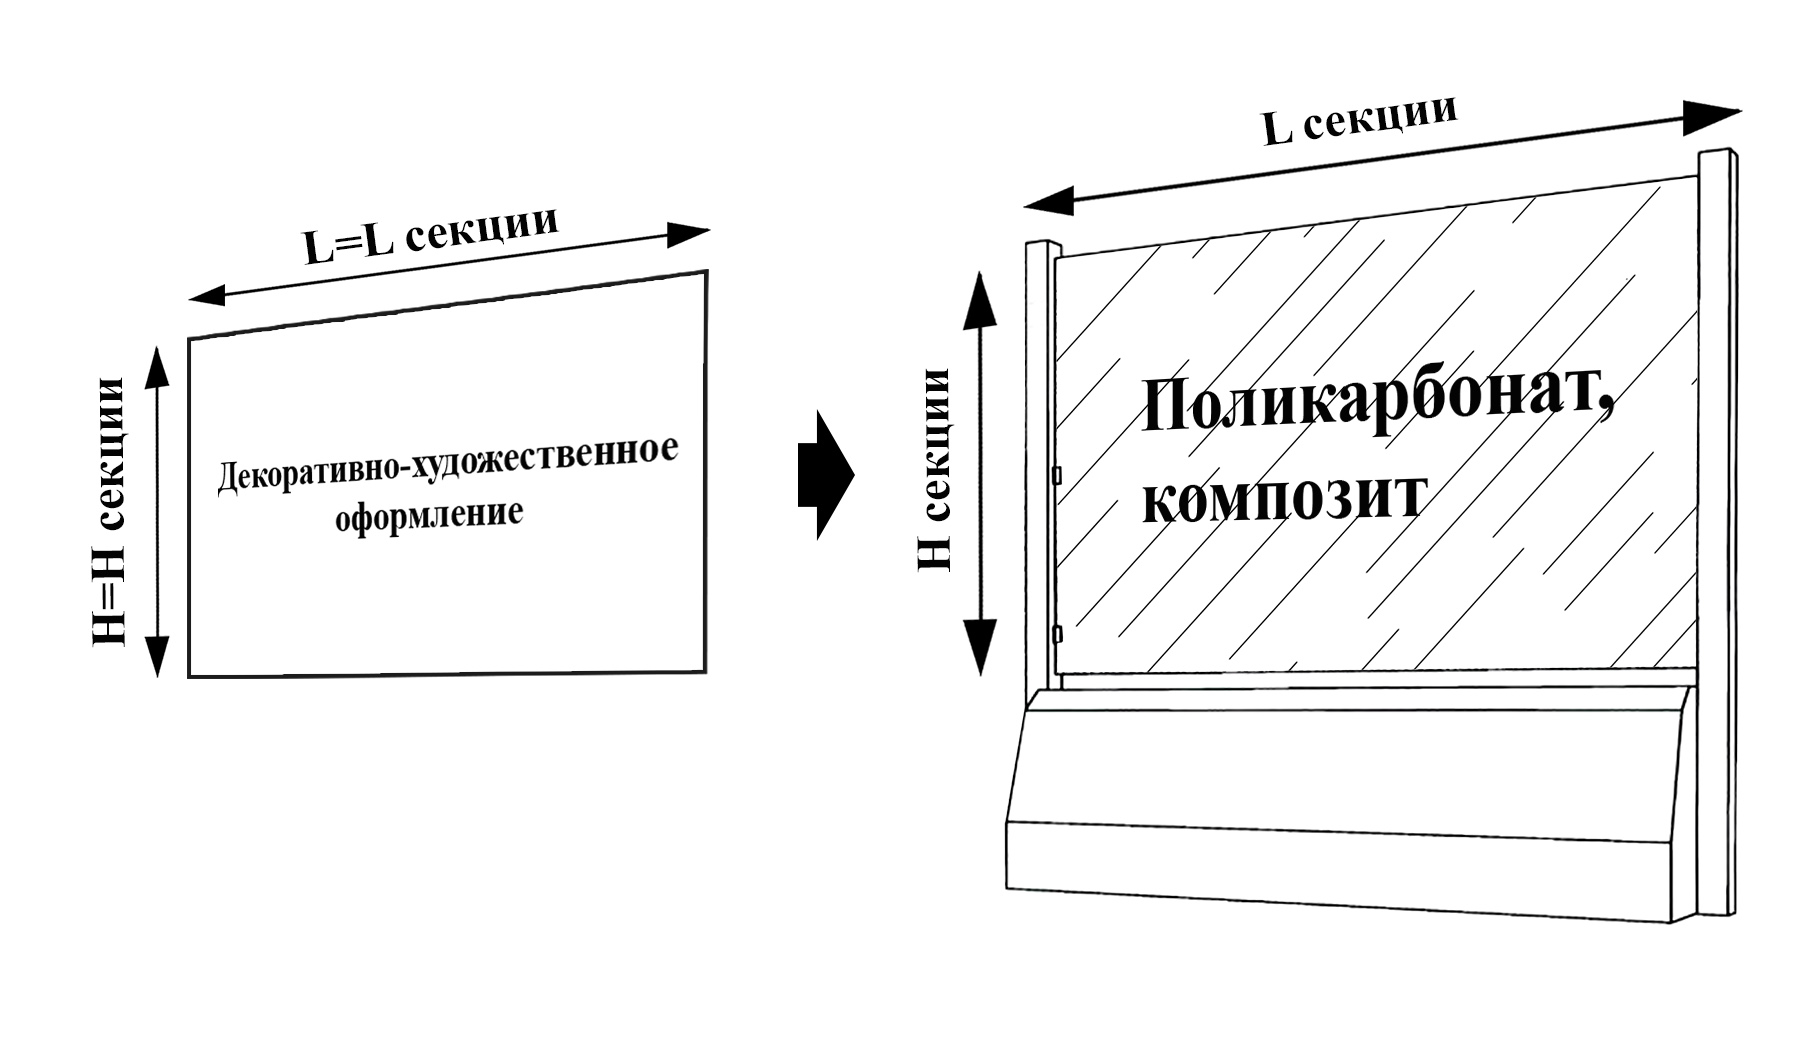 L=L секции
H=H секции
Декоративно-художественное
оформление
L секции
H секции
Поликарбонат,
композит